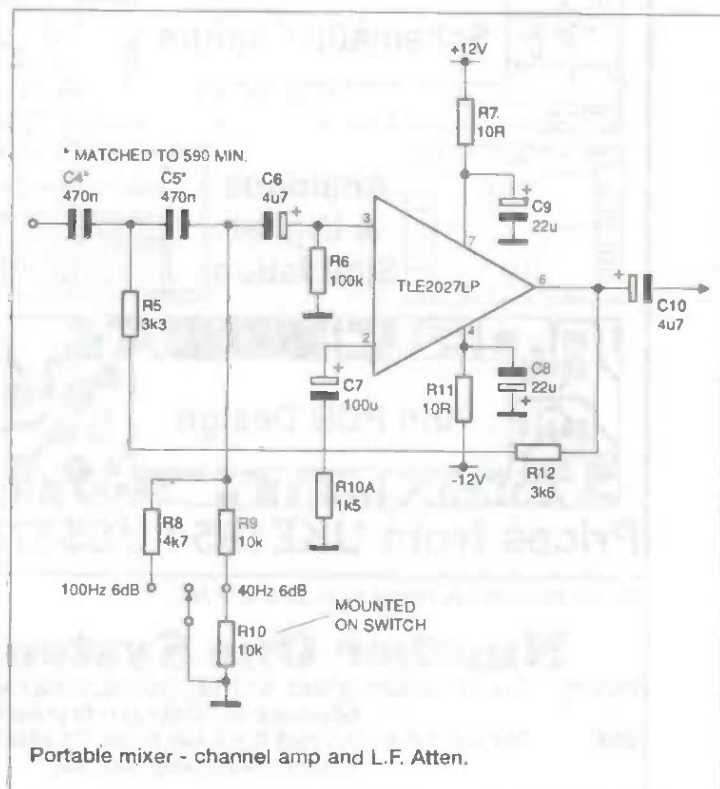 +12V
R7
10R
* MATCHED TO 590 MIN.
C4*
470n
C5*
470n
C6
4u7
+
+
C9
22u
3
7
R6
100k
TLE2027LP
6
+
C10
4u7
R5
3k3
2
4
+
C7
100u
C8
22u
+
R11
10R
-12V
R12
3k6
R10A
1k5
R8
4k7
R9
10k
100Hz 6dB
40Hz 6dB
R10
10k
MOUNTED
ON SWITCH
Portable mixer - channel amp and L.F. Atten.